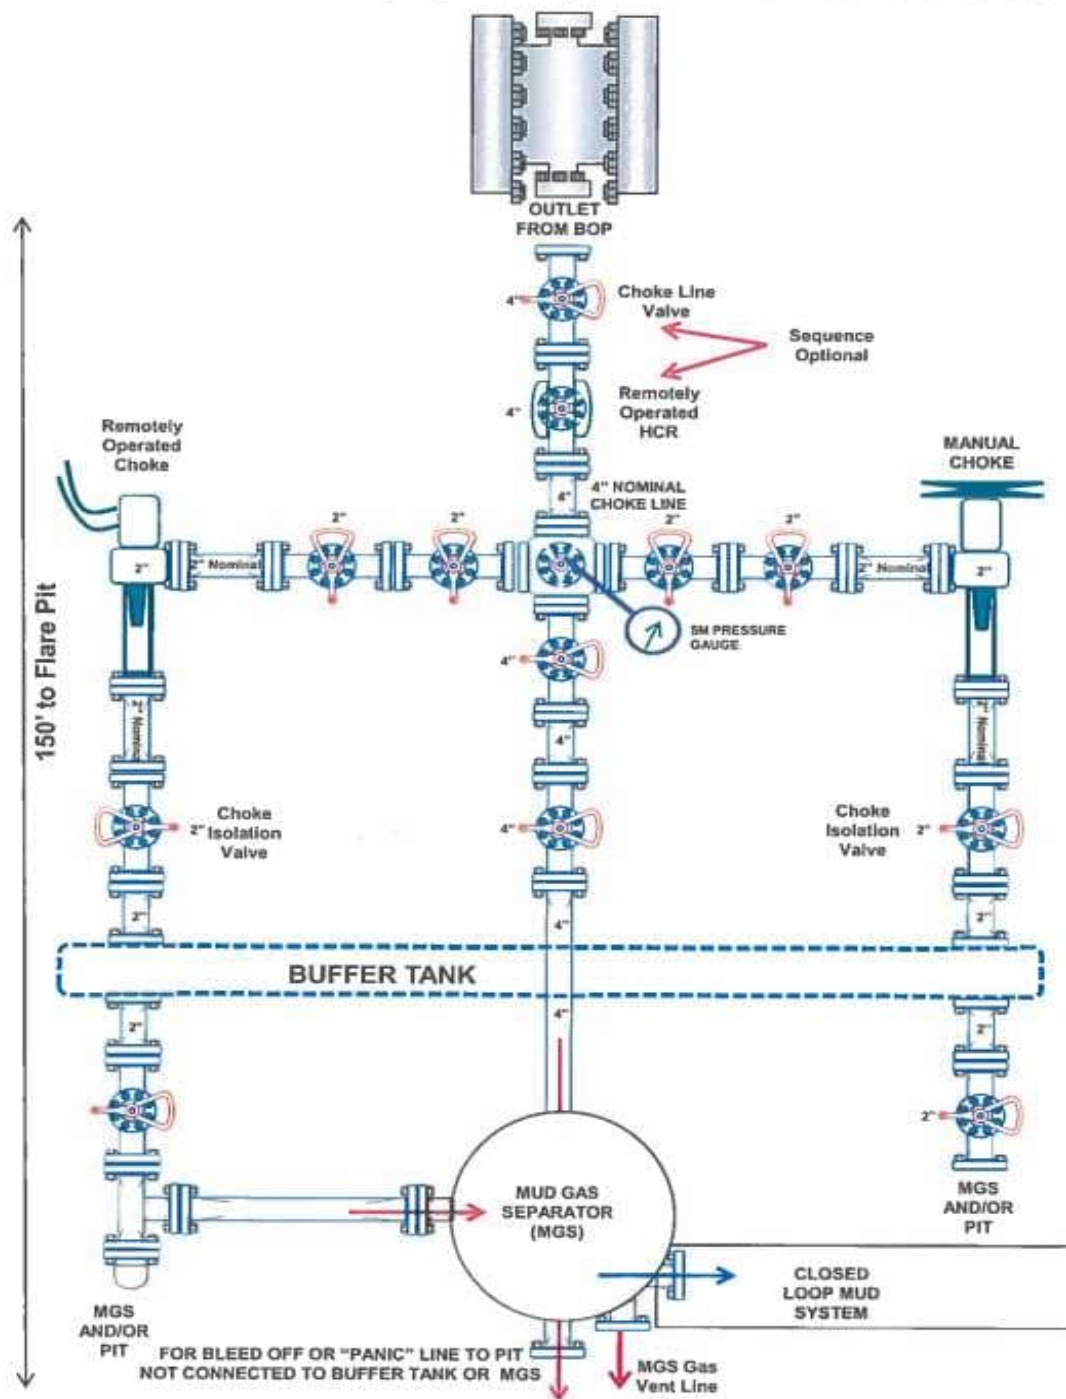 OUTLET
FROM BOP
4"
Choke Line
Valve
Sequence
Optional
4"
Remotely
Operated
HCR
Remotely
Operated
Choke
MANUAL
CHOKE
4" NOMINAL
CHOKE LINE
4"
2"
2"
2"
2"
2"
2" Nominal
2" Nominal
2"
5M PRESSURE
GAUGE
4"
150' to Flare Pit
2" Nominal
4"
2" Nominal
2"
Choke
Isolation
Valve
4"
Choke
Isolation
Valve
2"
2"
4"
2"
BUFFER TANK
2"
4"
2"
2"
MUD GAS
SEPARATOR
(MGS)
MGS
AND/OR
PIT
CLOSED
LOOP MUD
SYSTEM
MGS
AND/OR
PIT
FOR BLEED OFF OR "PANIC" LINE TO PIT
NOT CONNECTED TO BUFFER TANK OR MGS
MGS Gas
Vent Line